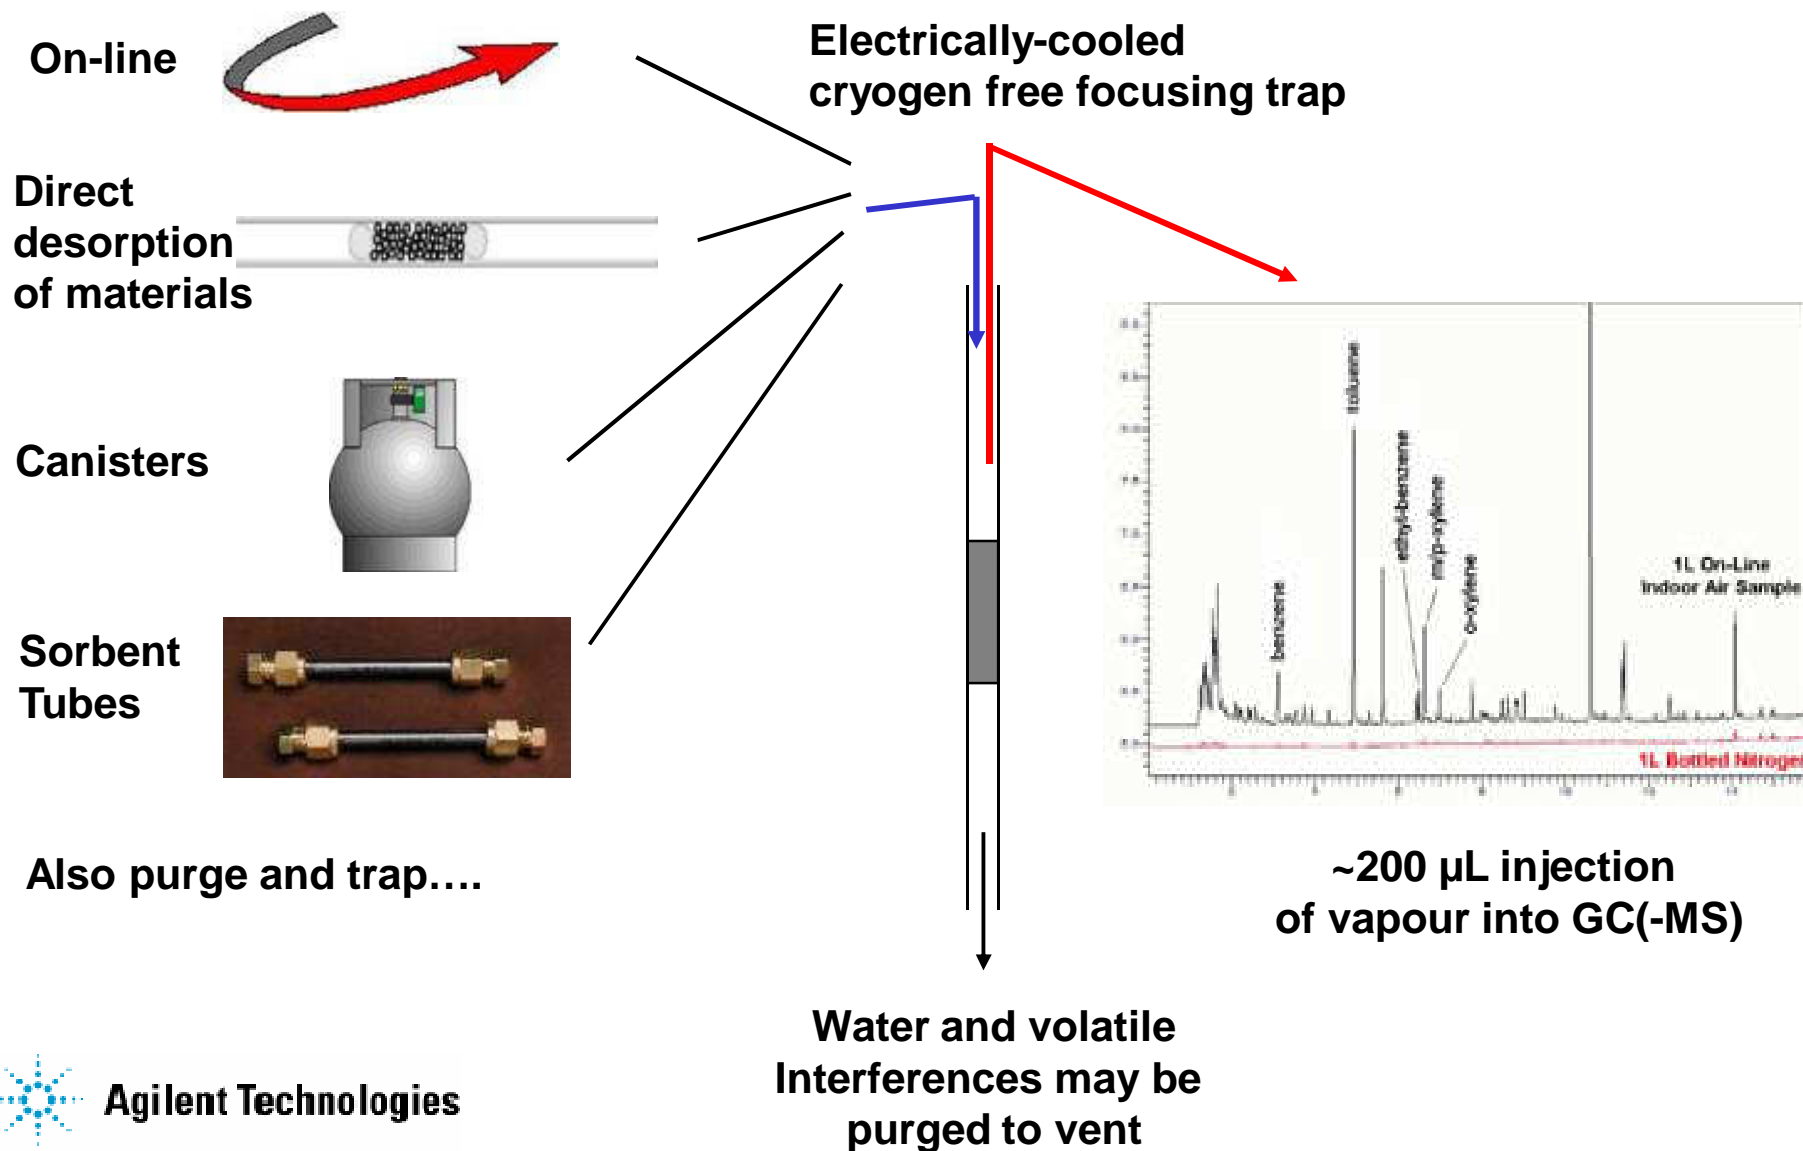 On-line
Electrically-cooled
cryogen free focusing trap
Direct
desorption
of materials
Canisters
Sorbent
Tubes
Also purge and trap....
toluene
ethyl-benzene
m/p-xylene
benzene
o-xylene
1L On-Line
Indoor Air Sample
1L Bottled Nitrogen
~200 µL injection
of vapour into GC(-MS)
Water and volatile
Interferences may be
purged to vent
Agilent Technologies